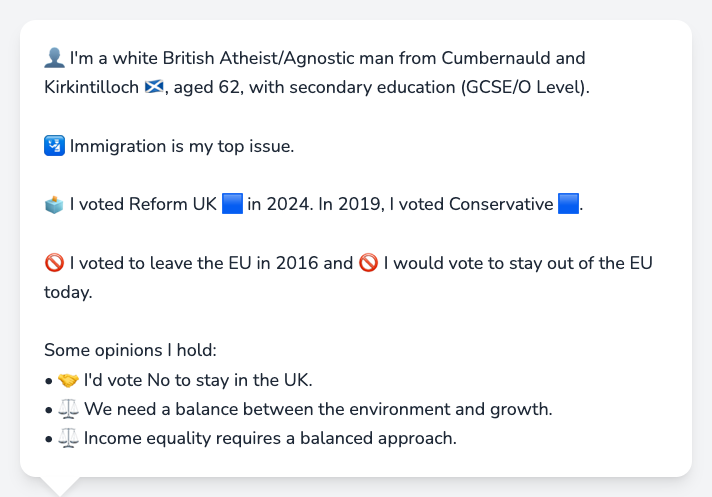 👤 I'm a white British Atheist/Agnostic man from Cumbernauld and
Kirkintilloch 🏴󠁧󠁢󠁳󠁣󠁴󠁿, aged 62, with secondary education (GCSE/O Level).
🛂 Immigration is my top issue.
🗳️ I voted Reform UK 🟦 in 2024. In 2019, I voted Conservative 🟦.
🚫 I voted to leave the EU in 2016 and 🚫 I would vote to stay out of the EU
today.
Some opinions I hold:
• 🤝 I'd vote No to stay in the UK.
• ⚖️ We need a balance between the environment and growth.
• ⚖️ Income equality requires a balanced approach.